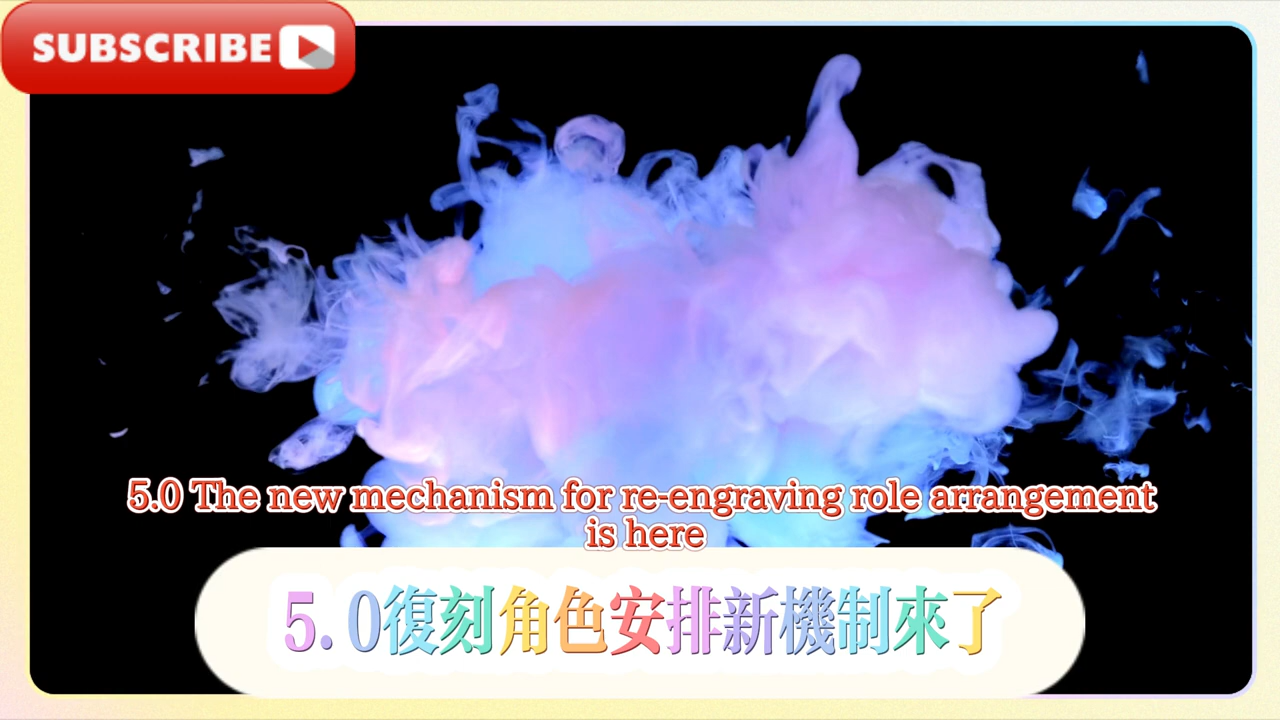 SUBSCRIBE
5.0 The new mechanism for re-engraving role arrangement
is here
5.0復刻角色安排新機制來了